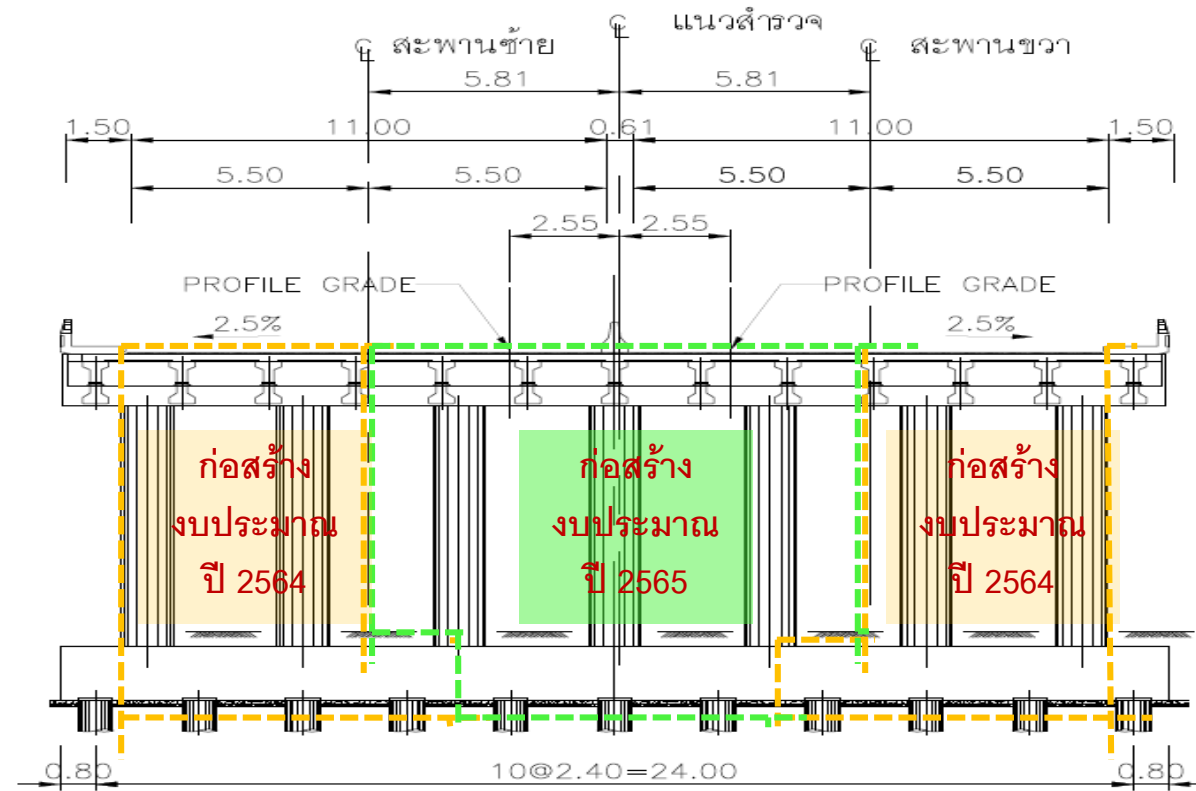 ℄ แนวสำรวจ
℄ สะพานซ้าย ℄ สะพานขวา
5.81 5.81
1.50 11.00 0.61 11.00 1.50
5.50 5.50 5.50 5.50
2.55 2.55
PROFILE GRADE PROFILE GRADE
2.5% 2.5%
ก่อสร้าง
งบประมาณ
ปี 2564
ก่อสร้าง
งบประมาณ
ปี 2565
ก่อสร้าง
งบประมาณ
ปี 2564
0.80 10@2.40=24.00 0.80